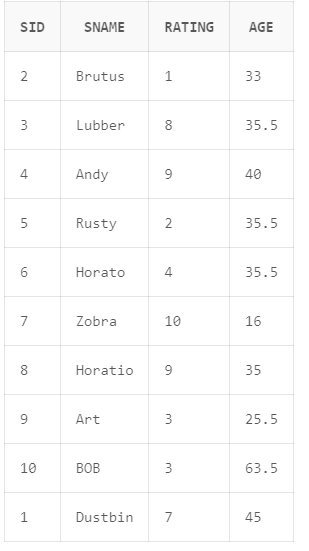 SID SNAME RATING AGE
2 Brutus 1 33
3 Lubber 8 35.5
4 Andy 9 40
5 Rusty 2 35.5
6 Horato 4 35.5
7 Zobra 10 16
8 Horatio 9 35
9 Art 3 25.5
10 BOB 3 63.5
1 Dustbin 7 45